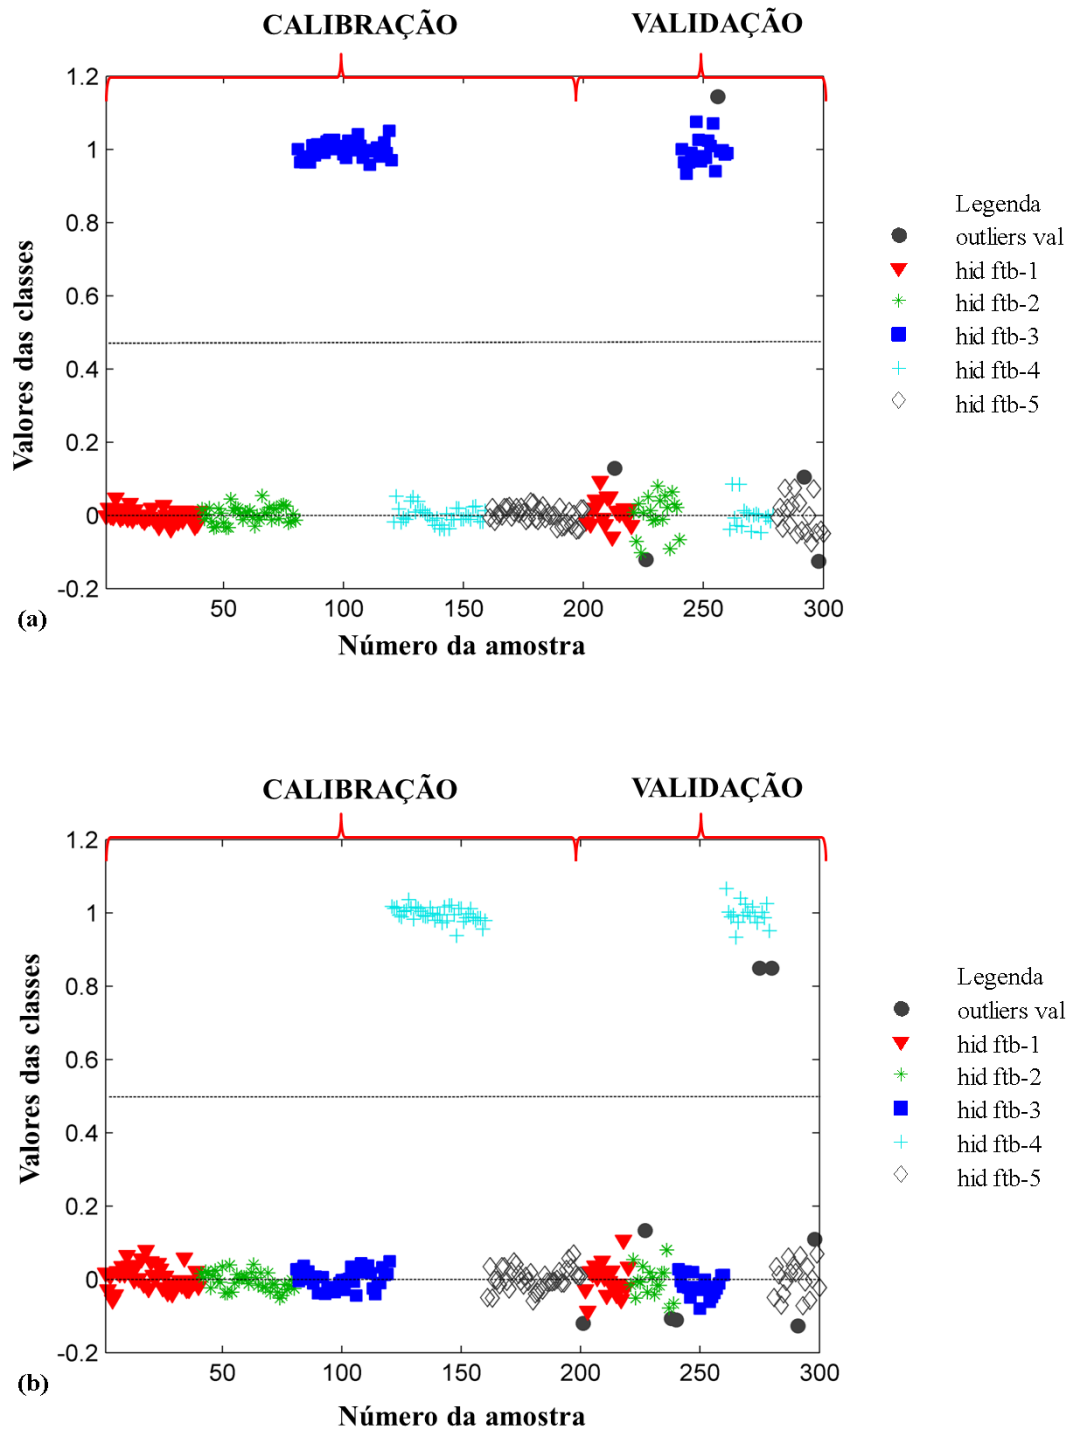 CALIBRAÇÃO
VALIDAÇÃO
1.2
1
0.8
0.6
0.4
0.2
0
-0.2
Valores das classes
50
100
150
200
250
300
Número da amostra
(a)
Legenda
outliers val
hid ftb-1
hid ftb-2
hid ftb-3
hid ftb-4
hid ftb-5
CALIBRAÇÃO
VALIDAÇÃO
1.2
1
0.8
0.6
0.4
0.2
0
-0.2
Valores das classes
50
100
150
200
250
300
Número da amostra
(b)
Legenda
outliers val
hid ftb-1
hid ftb-2
hid ftb-3
hid ftb-4
hid ftb-5